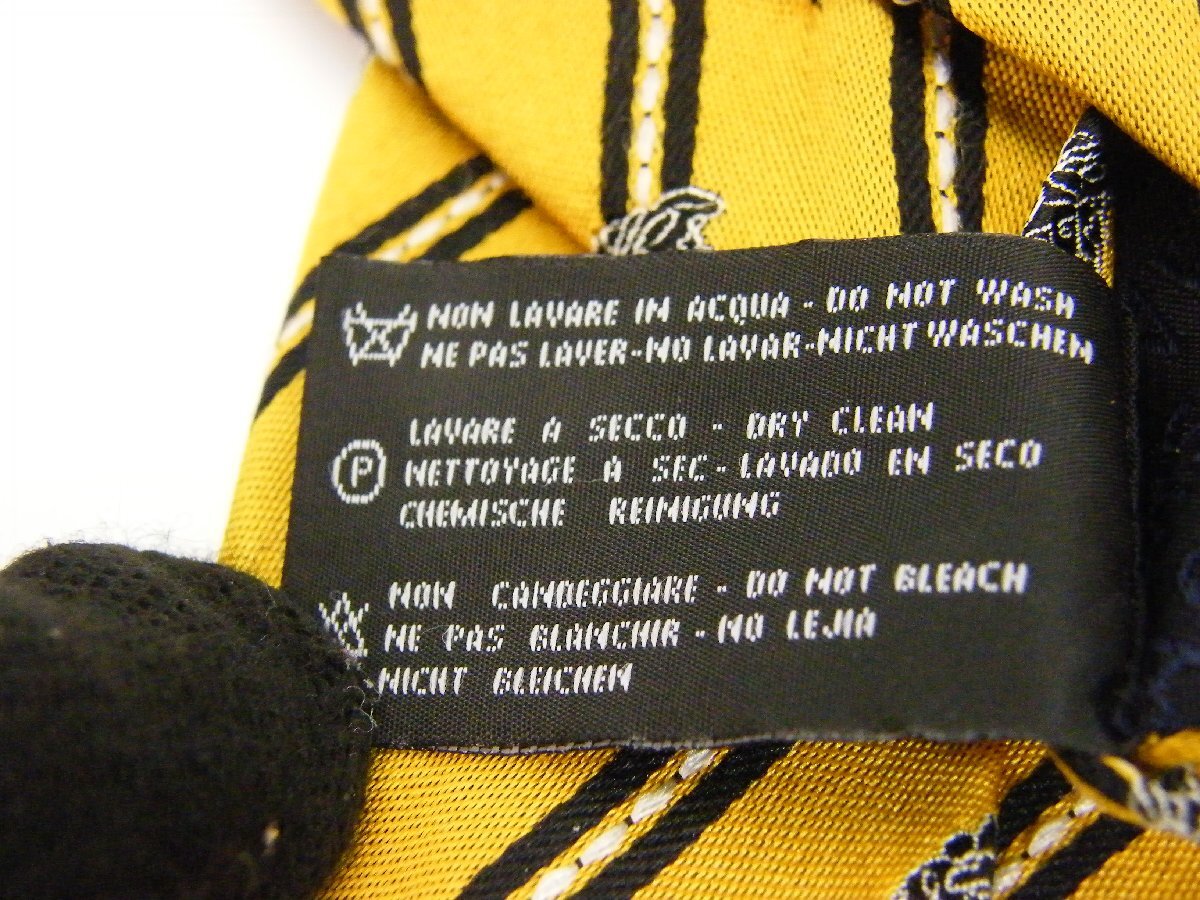 NON LAVARE IN ACQUA - DO NOT WASH
NE PAS LAVER-NO LAVAR-NICHT WASCHEN
P
LAVARE A SECCO - DRY CLEAN
NETTOYAGE A SEC-LAVADO EN SECO
CHEMISCHE REINIGUNG
NON CANDEGGIARE - DO NOT BLEACH
NE PAS BLANCHIR - NO LEJIA
NICHT BLEICHEN